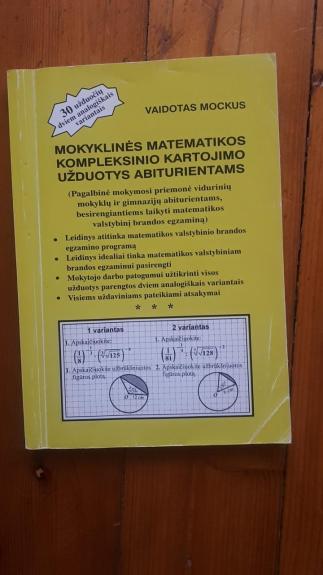 30 užduočių
dviem analogiškais
variantais
VAIDOTAS MOCKUS
MOKYKLINĖS MATEMATIKOS
KOMPLEKSINIO KARTOJIMO
UŽDUOTYS ABITURIENTAMS
(Pagalbinė mokymosi priemonė vidurinių
mokyklų ir gimnazijų abiturientams,
besirengiantiems laikyti matematikos
valstybinį brandos egzaminą)
• Leidinys atitinka matematikos valstybinio brandos
egzamino programą
• Leidinys idealiai tinka matematikos valstybiniam
brandos egzaminui pasirengti
• Mokytojo darbo patogumui užtikrinti visos
užduotys parengtos dviem analogiškais variantais
• Visiems uždaviniams pateikiami atsakymai
* * *
1 variantas
1. Apskaičiuokite:
2. Apskaičiuokite užbrūkšniuotos
figūros plotą.
2 variantas
1. Apskaičiuokite:
2. Apskaičiuokite užbrūkšniuotos
figūros plotą.